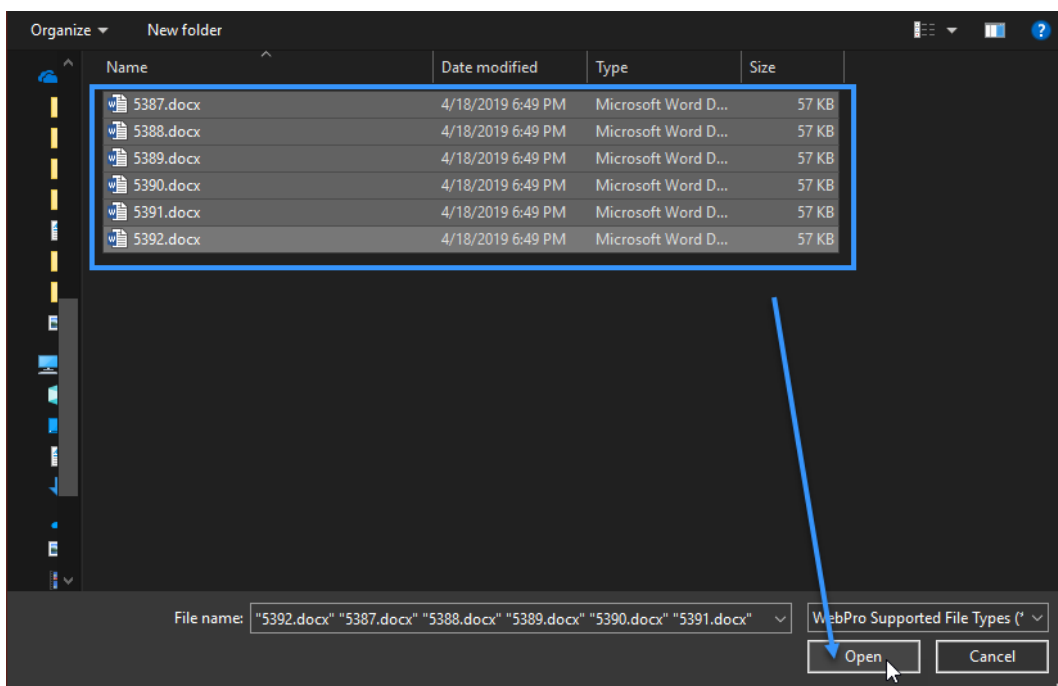 Organize New folder ?
Name Date modified Type Size
5387.docx 4/18/2019 6:49 PM Microsoft Word D... 57 KB
5388.docx 4/18/2019 6:49 PM Microsoft Word D... 57 KB
5389.docx 4/18/2019 6:49 PM Microsoft Word D... 57 KB
5390.docx 4/18/2019 6:49 PM Microsoft Word D... 57 KB
5391.docx 4/18/2019 6:49 PM Microsoft Word D... 57 KB
5392.docx 4/18/2019 6:49 PM Microsoft Word D... 57 KB
File name: "5392.docx" "5387.docx" "5388.docx" "5389.docx" "5390.docx" "5391.docx" WebPro Supported File Types (*
Open Cancel